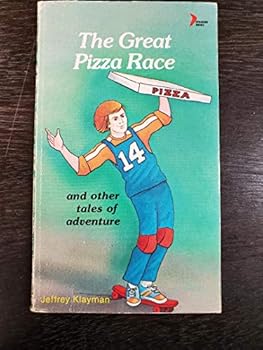 The Great
Pizza Race
PIZZA
14
and other
tales of
adventure
Jeffrey Klayman